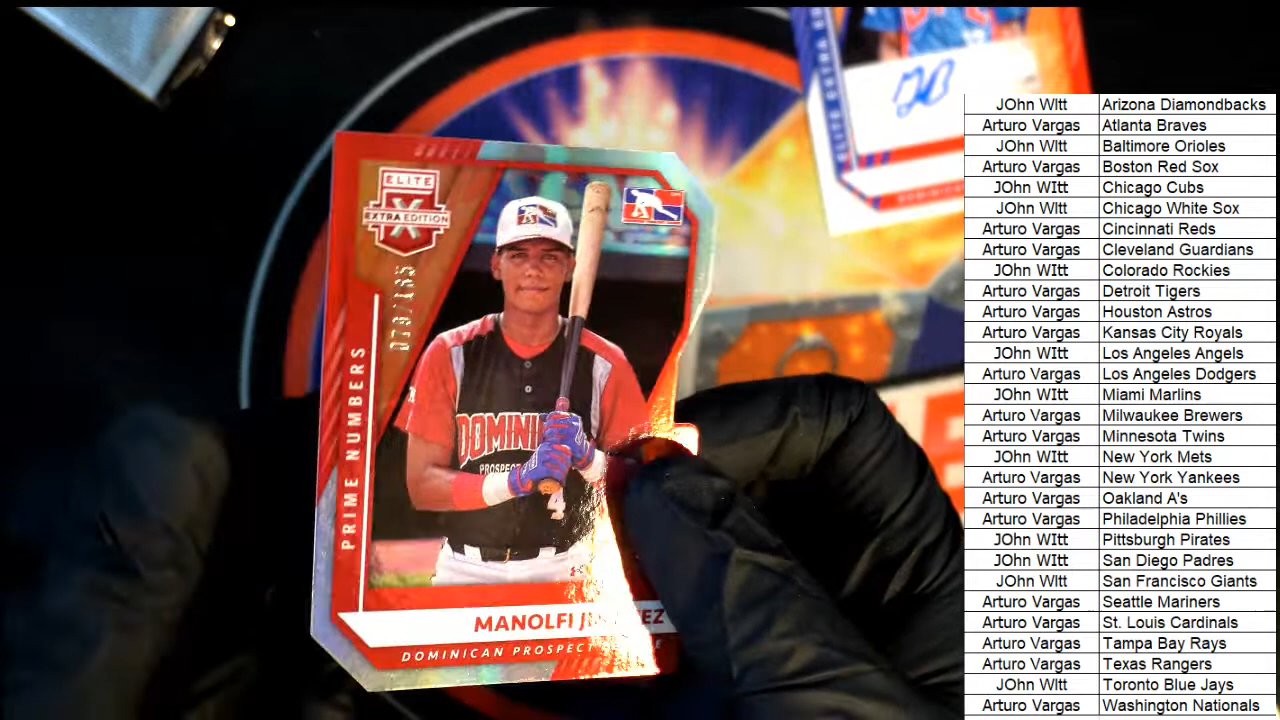 ELITE
EXTRA EDITION
X
PRIME NUMBERS
DOMINI
PROSPEC
4
MANOLFI JI EZ
DOMINICAN PROSPECT
ELITE EXTRA ED
JOhn WItt Arizona Diamondbacks
Arturo Vargas Atlanta Braves
JOhn WItt Baltimore Orioles
Arturo Vargas Boston Red Sox
JOhn WItt Chicago Cubs
JOhn WItt Chicago White Sox
Arturo Vargas Cincinnati Reds
Arturo Vargas Cleveland Guardians
JOhn WItt Colorado Rockies
Arturo Vargas Detroit Tigers
Arturo Vargas Houston Astros
Arturo Vargas Kansas City Royals
JOhn WItt Los Angeles Angels
Arturo Vargas Los Angeles Dodgers
JOhn WItt Miami Marlins
Arturo Vargas Milwaukee Brewers
Arturo Vargas Minnesota Twins
JOhn WItt New York Mets
Arturo Vargas New York Yankees
Arturo Vargas Oakland A's
Arturo Vargas Philadelphia Phillies
JOhn WItt Pittsburgh Pirates
JOhn WItt San Diego Padres
JOhn WItt San Francisco Giants
Arturo Vargas Seattle Mariners
Arturo Vargas St. Louis Cardinals
Arturo Vargas Tampa Bay Rays
Arturo Vargas Texas Rangers
JOhn WItt Toronto Blue Jays
Arturo Vargas Washington Nationals